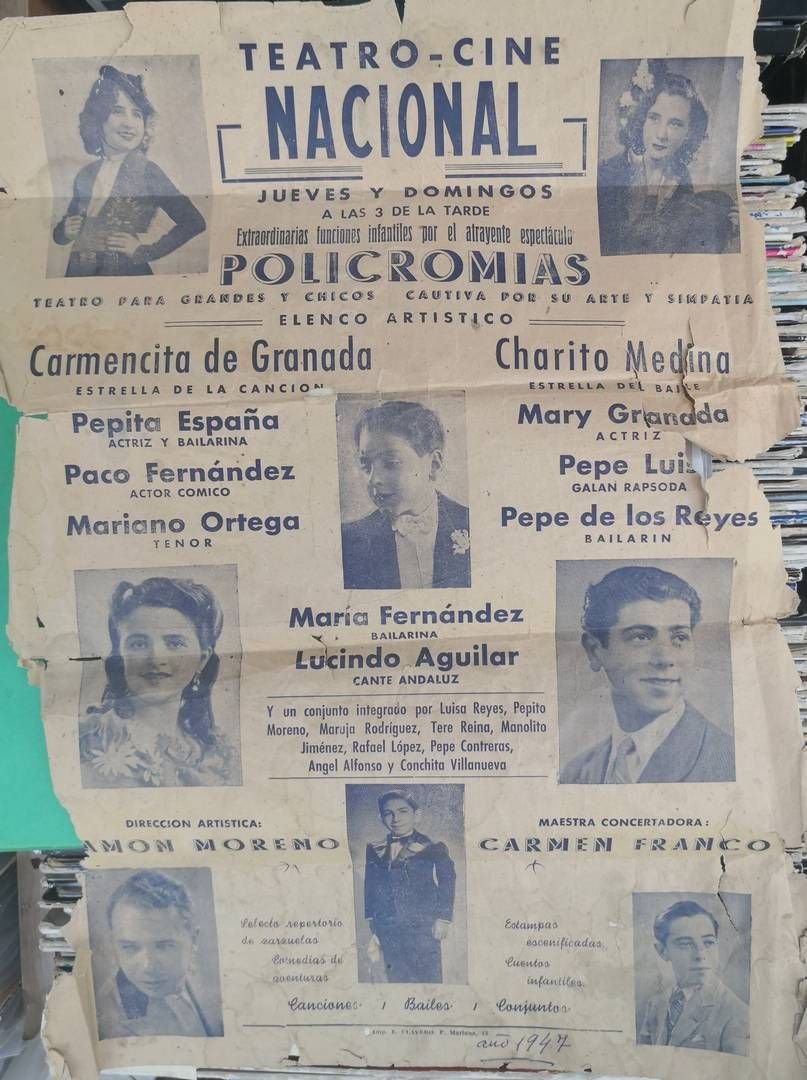 TEATRO-CINE
NACIONAL
JUEVES Y DOMINGOS
A LAS 3 DE LA TARDE
Extraordinarias funciones infantiles por el atrayente espectáculo
POLICROMIAS
TEATRO PARA GRANDES Y CHICOS CAUTIVA POR SU ARTE Y SIMPATIA
ELENCO ARTISTICO
Carmencita de Granada
ESTRELLA DE LA CANCION
Charito Medina
ESTRELLA DEL BAILE
Pepita España
ACTRIZ Y BAILARINA
Mary Granada
ACTRIZ
Paco Fernández
ACTOR COMICO
Pepe Luis
GALAN RAPSODA
Mariano Ortega
TENOR
Pepe de los Reyes
BAILARIN
María Fernández
BAILARINA
Lucindo Aguilar
CANTE ANDALUZ
Y un conjunto integrado por Luisa Reyes, Pepito
Moreno, Maruja Rodríguez, Tere Reina, Manolito
Jiménez, Rafael López, Pepe Contreras,
Angel Alfonso y Conchita Villanueva
DIRECCION ARTISTICA:
AMON MORENO
MAESTRA CONCERTADORA:
CARMEN FRANCO
Selecto repertorio
de zarzuelas
Comedias de
aventuras
Estampas
escenificadas.
Cuentos
infantiles.
Canciones / Bailes / Conjuntos
Imp. E. CLAVERO. P. Mariana,
año 1947